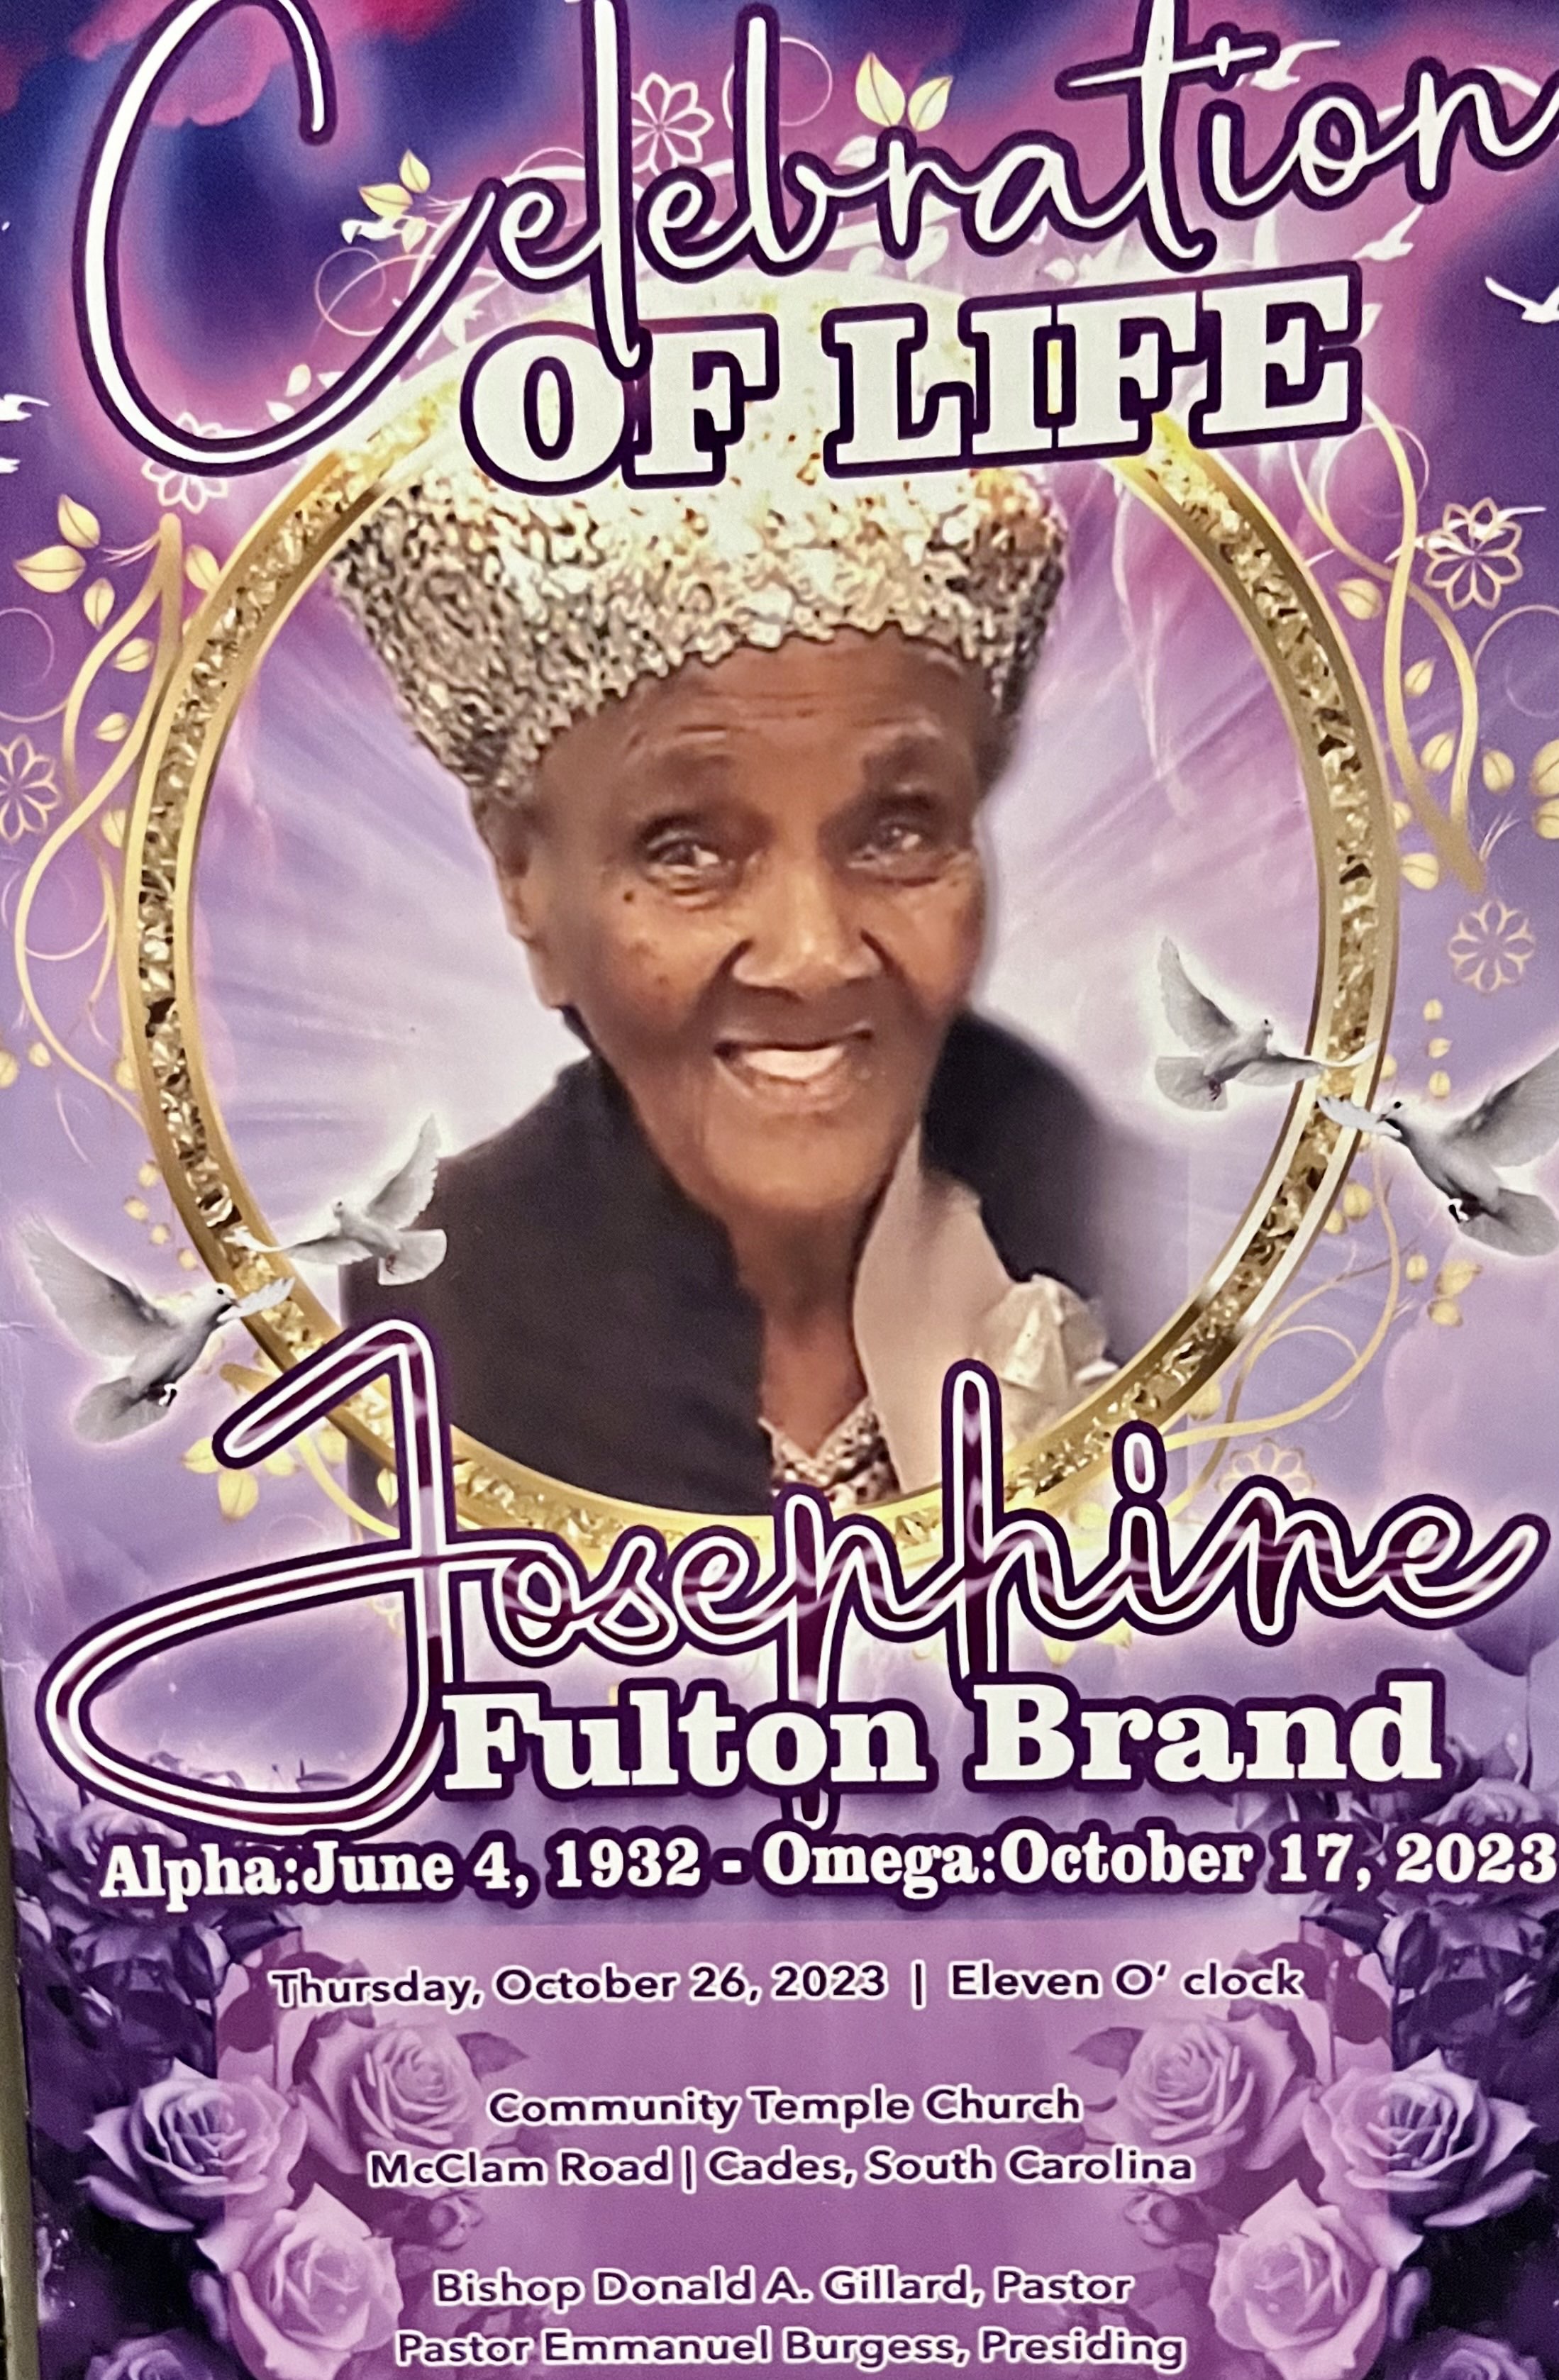 Celebration
OF LIFE
Josephine
Fulton Brand
Alpha:June 4, 1932 - Omega:October 17, 2023
Thursday, October 26, 2023 | Eleven O' clock
Community Temple Church
McClam Road | Cades, South Carolina
Bishop Donald A. Gillard, Pastor
Pastor Emmanuel Burgess, Presiding